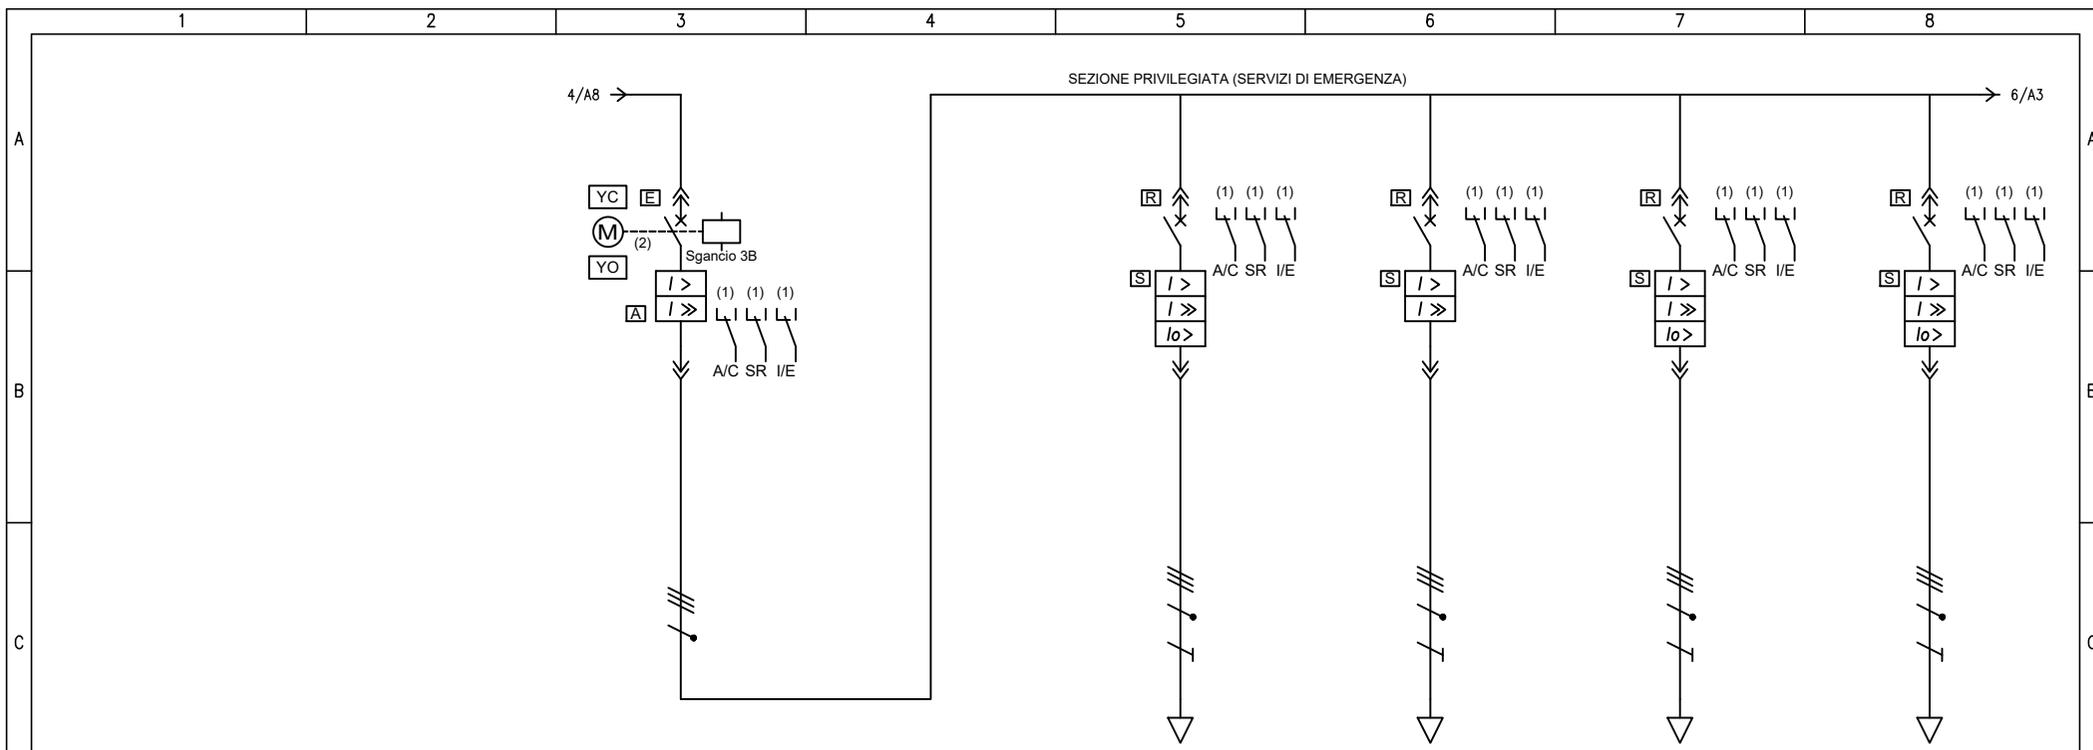 1 2 3 4 5 6 7 8
SEZIONE PRIVILEGIATA (SERVIZI DI EMERGENZA)
4/A8 6/A3
A A
YC E R (1) (1) (1) R (1) (1) (1) R (1) (1) (1) R (1) (1) (1)
M (2)
Sgancio 3B
YO A/C SR I/E A/C SR I/E A/C SR I/E A/C SR I/E
I > S I > S I > S I > S I >
(1) (1) (1)
A I >> I >> I >> I >> I >>
Io > Io > Io >
A/C SR I/E
B
C